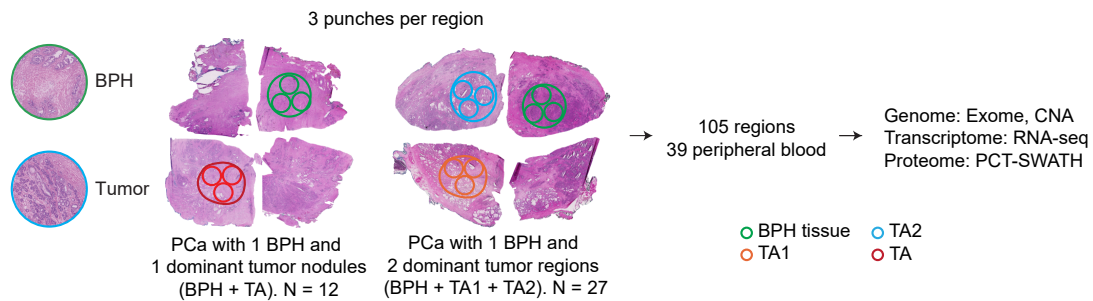 3 punches per region
BPH
Tumor
PCa with 1 BPH and
1 dominant tumor nodules
(BPH + TA). N = 12
PCa with 1 BPH and
2 dominant tumor regions
(BPH + TA1 + TA2). N = 27
105 regions
39 peripheral blood
Genome: Exome, CNA
Transcriptome: RNA-seq
Proteome: PCT-SWATH
BPH tissue
TA2
TA1
TA